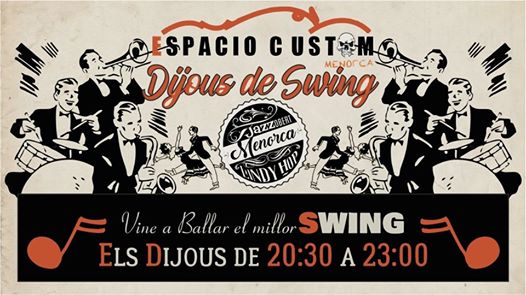 ESPACIO CUSTOM
MENORCA
Dijous de Swing
JAZZ OBERT
Menorca
LINDY HOP
Vine a Ballar el millor SWING
ELS DIJOUS DE 20:30 A 23:00